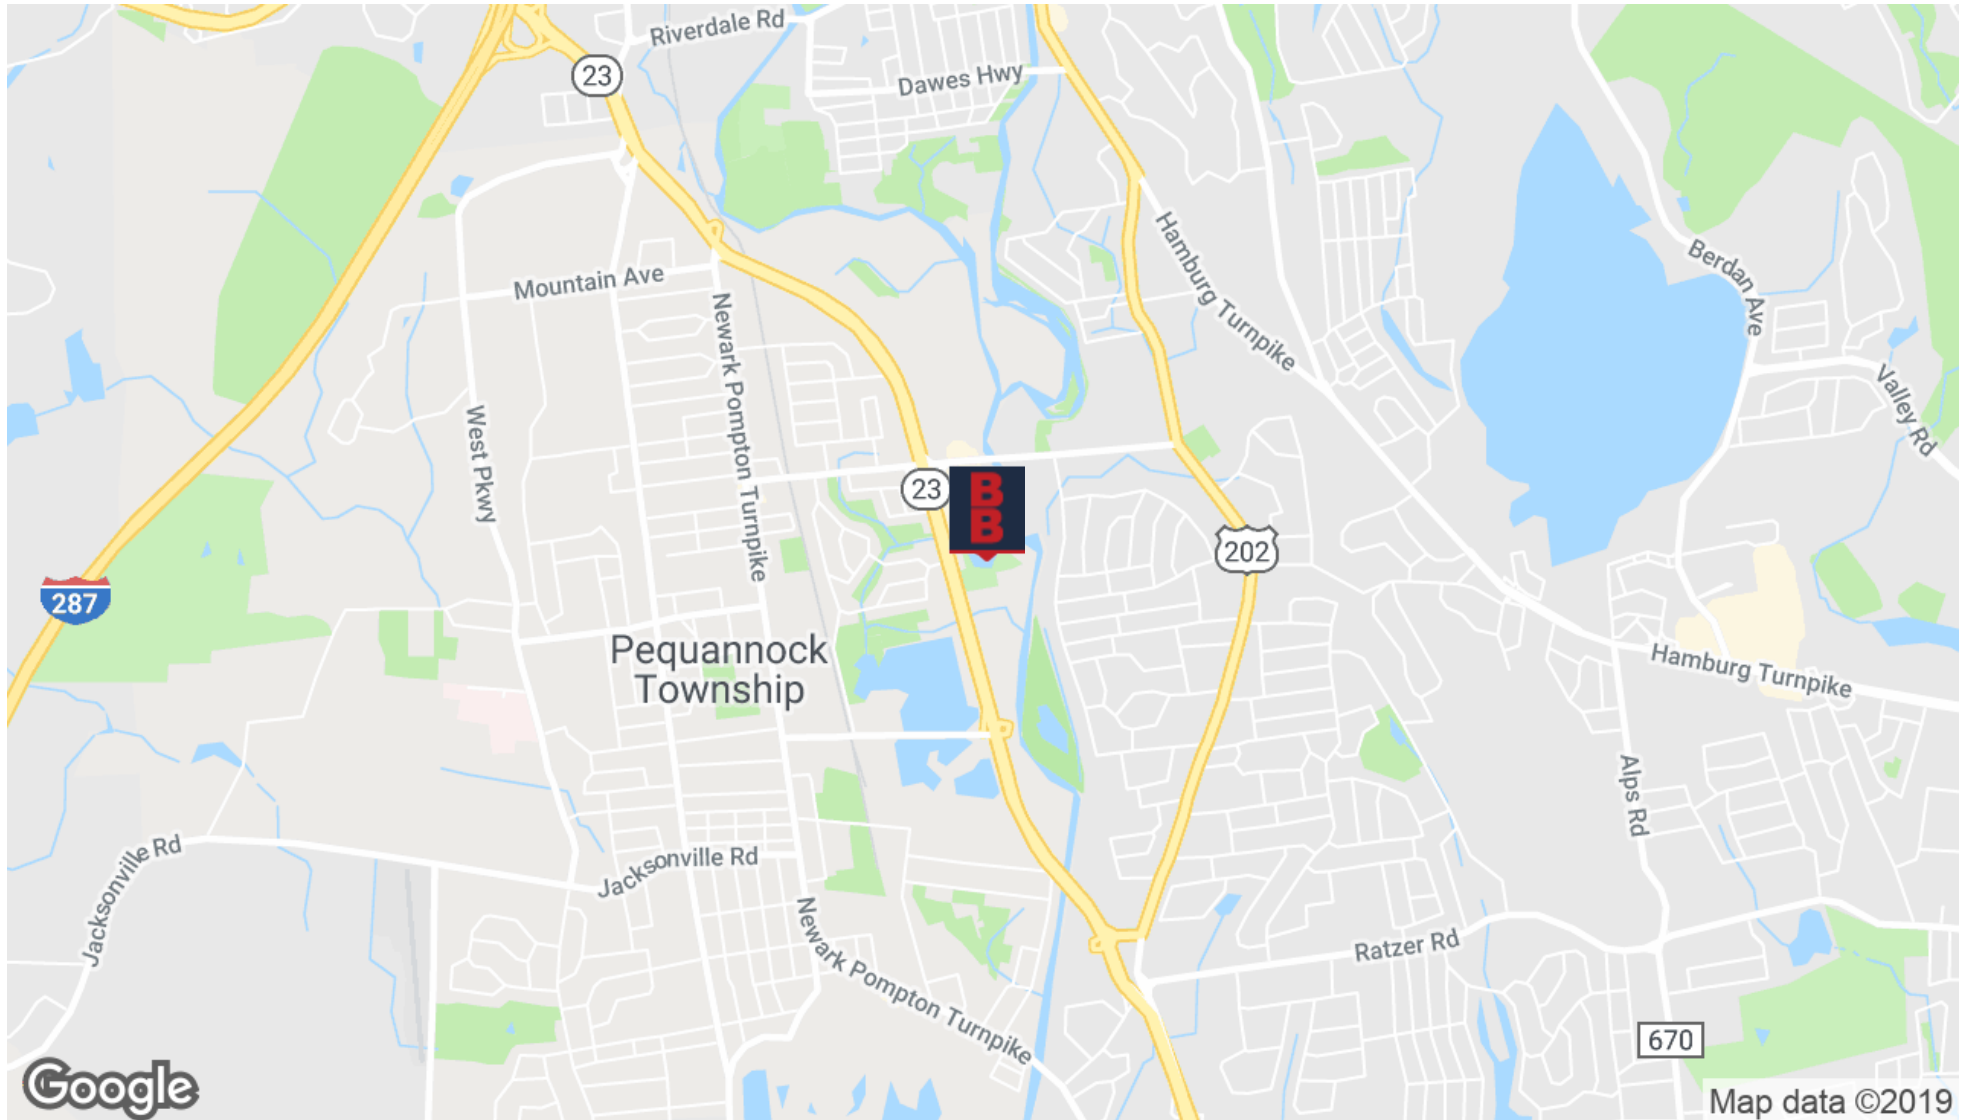 Riverdale Rd
23
Dawes Hwy
Hamburg Turnpike
Berdan Ave
Mountain Ave
Newark Pompton Turnpike
Valley Rd
West Pkwy
23
B
B
202
287
Pequannock
Township
Hamburg Turnpike
Alps Rd
Jacksonville Rd
Jacksonville Rd
Newark Pompton Turnpike
Ratzer Rd
670
Google
Map data ©2019